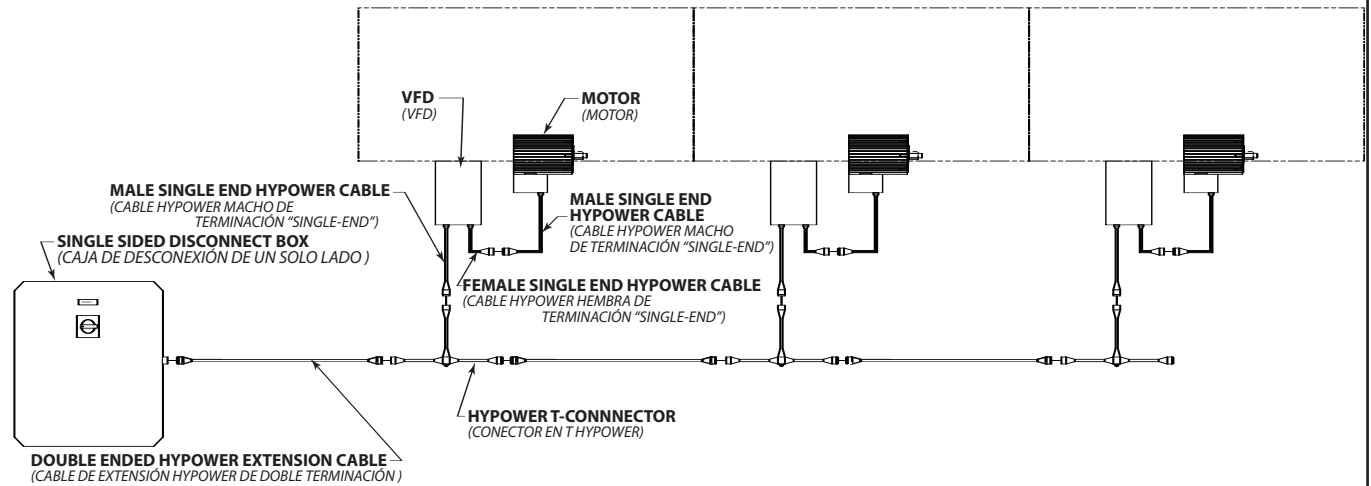 VFD
(VFD)
MOTOR
(MOTOR)
MALE SINGLE END HYPOWER CABLE
(CABLE HYPOWER MACHO DE
TERMINACIÓN “SINGLE-END”)
MALE SINGLE END
HYPOWER CABLE
(CABLE HYPOWER MACHO
DE TERMINACIÓN “SINGLE-END”)
SINGLE SIDED DISCONNECT BOX
(CAJA DE DESCONEXIÓN DE UN SOLO LADO )
FEMALE SINGLE END HYPOWER CABLE
(CABLE HYPOWER HEMBRA DE
TERMINACIÓN “SINGLE-END”)
HYPOWER T-CONNNECTOR
(CONECTOR EN T HYPOWER)
DOUBLE ENDED HYPOWER EXTENSION CABLE
(CABLE DE EXTENSIÓN HYPOWER DE DOBLE TERMINACIÓN )